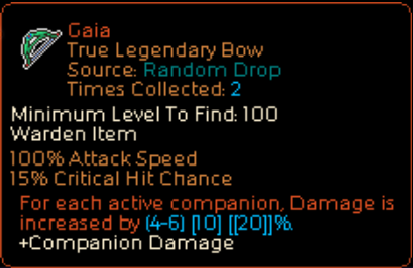 Gaia
True Legendary Bow
Source: Random Drop
Times Collected: 2
Minimum Level To Find: 100
Warden Item
100% Attack Speed
15% Critical Hit Chance
For each active companion, Damage is
increased by (4-6) [10] [[20]]%.
+Companion Damage